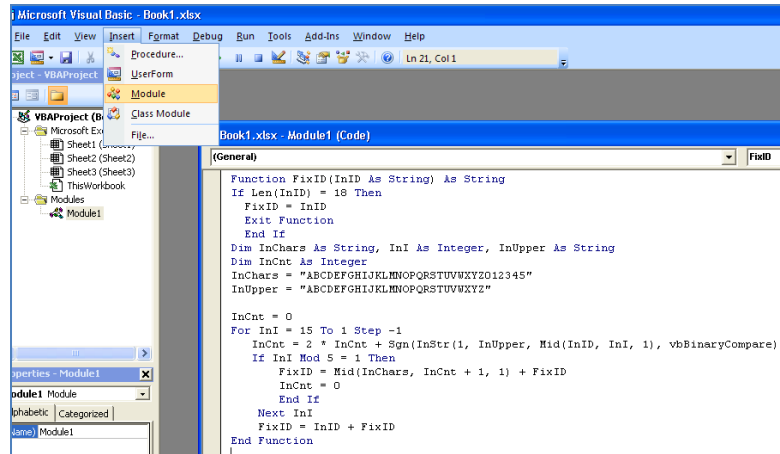 Microsoft Visual Basic - Book1.xlsx
File Edit View Insert Format Debug Run Tools Add-Ins Window Help
Ln 21, Col 1
Procedure...
UserForm
Module
Class Module
File...
oject - VBAProject
VBAProject (B
Microsoft Ex
Sheet1 (
Sheet2 (Sheet2)
Sheet3 (Sheet3)
ThisWorkbook
Modules
Module1
operties - Module1
odule1 Module
lphabetic Categorized
Name) Module1
Book1.xlsx - Module1 (Code)
(General) FixID
Function FixID(InID As String) As String
If Len(InID) = 18 Then
FixID = InID
Exit Function
End If
Dim InChars As String, InI As Integer, InUpper As String
Dim InCnt As Integer
InChars = "ABCDEFGHIJKLMNOPQRSTUVWXYZ012345"
InUpper = "ABCDEFGHIJKLMNOPQRSTUVWXYZ"
InCnt = 0
For InI = 15 To 1 Step -1
InCnt = 2 * InCnt + Sgn(InStr(1, InUpper, Mid(InID, InI, 1), vbBinaryCompare)
If InI Mod 5 = 1 Then
FixID = Mid(InChars, InCnt + 1, 1) + FixID
InCnt = 0
End If
Next InI
FixID = InID + FixID
End Function